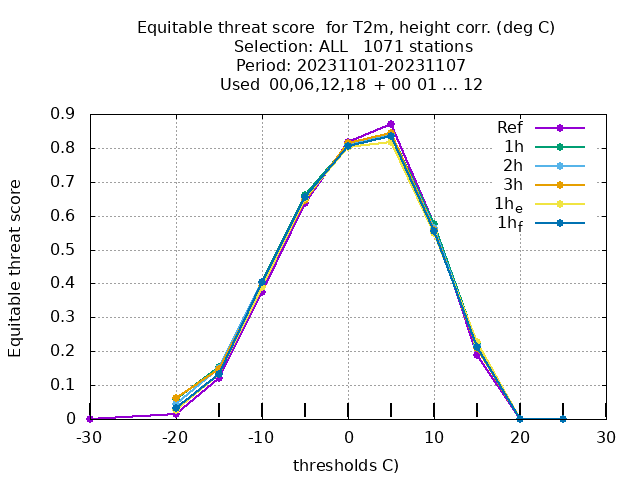 Equitable threat score  for T2m, height corr. (deg C)
Selection: ALL   1071 stations
Period: 20231101-20231107
Used  00,06,12,18  + 00 01 ... 12
Equitable threat score
0.9
0.8
0.7
0.6
0.5
0.4
0.3
0.2
0.1
0
-30 -20 -10 0 10 20 30
thresholds C)
Ref
1h
2h
3h
1h_e
1h_f